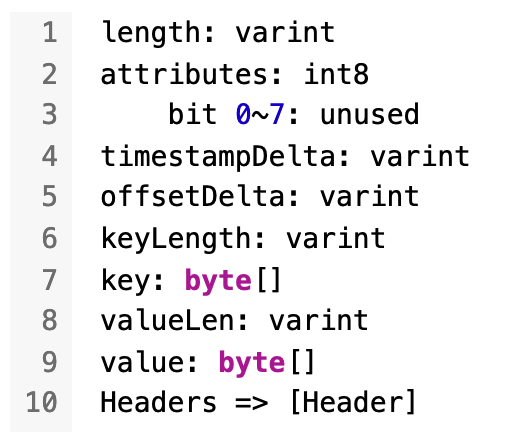 1 length: varint
2 attributes: int8
3     bit 0~7: unused
4 timestampDelta: varint
5 offsetDelta: varint
6 keyLength: varint
7 key: byte[]
8 valueLen: varint
9 value: byte[]
10 Headers => [Header]